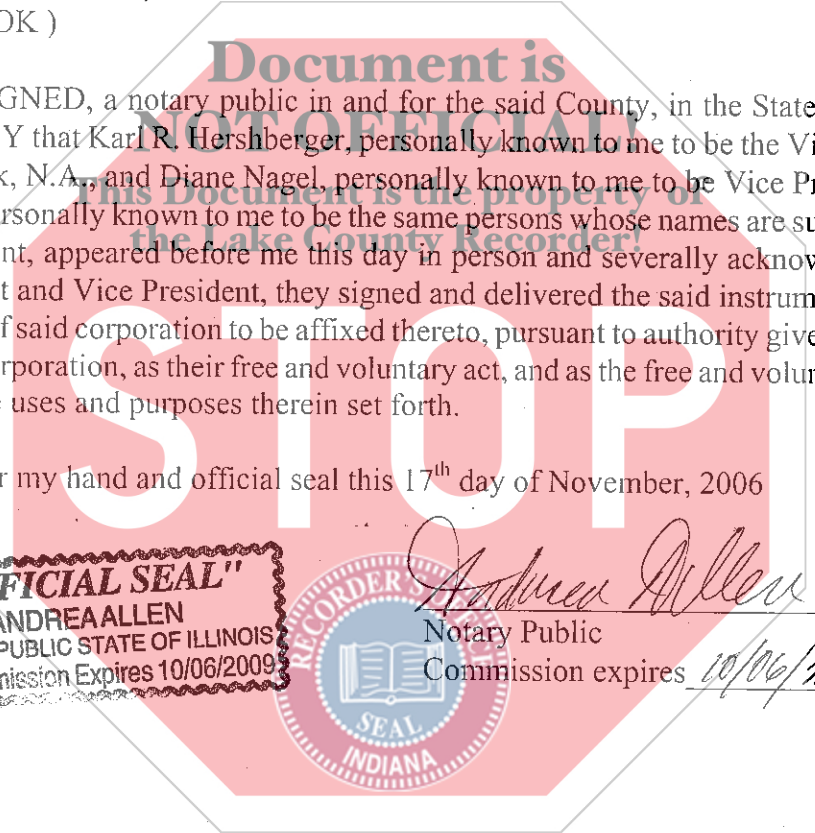 OK )
Document is
GNED, a notary public in and for the said County, in the State
NOT OFFICIAL!
Y that Karl R. Hershberger, personally known to me to be the Vi
k, N.A., and Diane Nagel, personally known to me to be Vice Pr
This Document is the property of
rsonally known to me to be the same persons whose names are su
the Lake County Recorder!
nt, appeared before me this day in person and severally acknow
t and Vice President, they signed and delivered the said instrum
f said corporation to be affixed thereto, pursuant to authority give
rporation, as their free and voluntary act, and as the free and volun
e uses and purposes therein set forth.
STOP
r my hand and official seal this 17th day of November, 2006
FICIAL SEAL"
ANDREA ALLEN
PUBLIC STATE OF ILLINOIS
mission Expires 10/06/2009
RECORDER'S OFFICE
SEAL
INDIANA
Andrea Allen
Notary Public
Commission expires 10/06/2